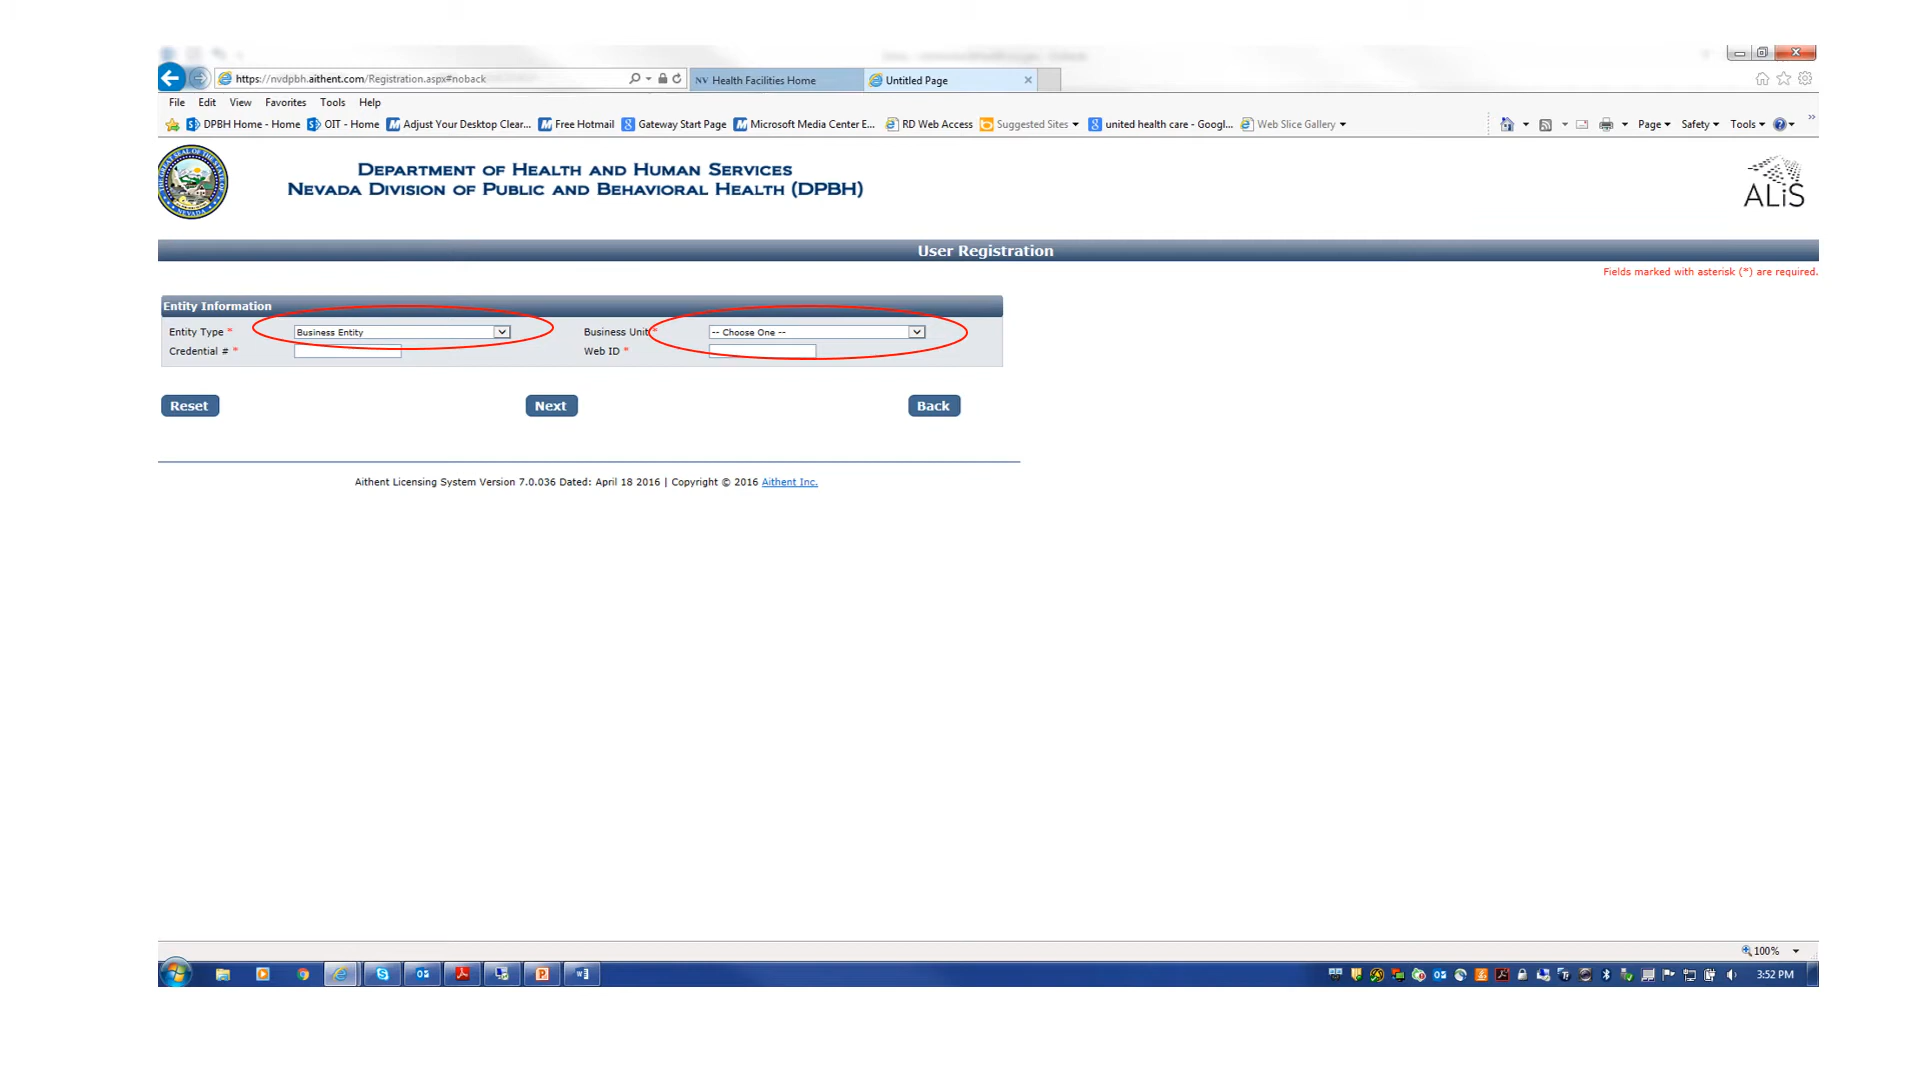 https://nvdpbh.aithent.com/Registration.aspx#noback
NV Health Facilities Home
Untitled Page
File Edit View Favorites Tools Help
DPBH Home - Home OIT - Home Adjust Your Desktop Clear... Free Hotmail Gateway Start Page Microsoft Media Center E... RD Web Access Suggested Sites united health care - Googl... Web Slice Gallery Page Safety Tools
Department of Health and Human Services
Nevada Division of Public and Behavioral Health (DPBH)
ALiS
User Registration
Fields marked with asterisk (*) are required.
Entity Information
Entity Type * Business Entity Business Unit * -- Choose One --
Credential # * Web ID *
Reset Next Back
Aithent Licensing System Version 7.0.036 Dated: April 18 2016 | Copyright © 2016 Aithent Inc.
100%
3:52 PM